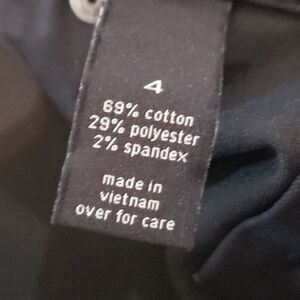 4
69% cotton
29% polyester
2% spandex
made in
vietnam
over for care